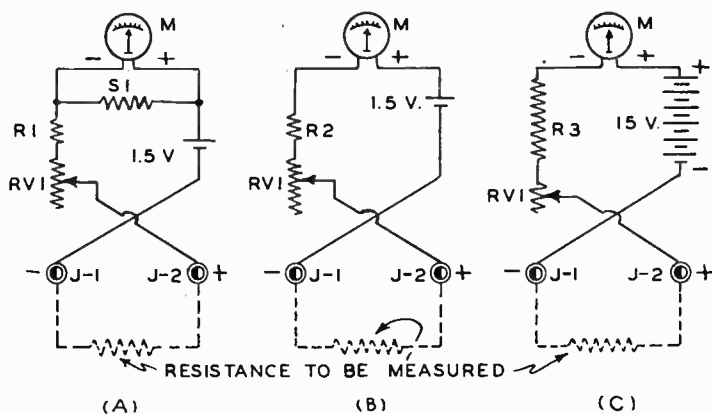 M
- +
S1
R1
1.5 V
RV1
- J-1 J-2 +
(A)
M
- +
1.5 V.
R2
RV1
- J-1 J-2 +
(B)
M
- + +
15 V.
R3
-
RV1
- J-1 J-2 +
(C)
RESISTANCE TO BE MEASURED